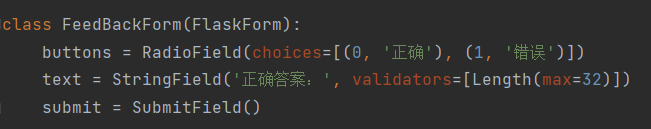 class FeedBackForm(FlaskForm):
    buttons = RadioField(choices=[(0, '正确'), (1, '错误')])
    text = StringField('正确答案：', validators=[Length(max=32)])
    submit = SubmitField()